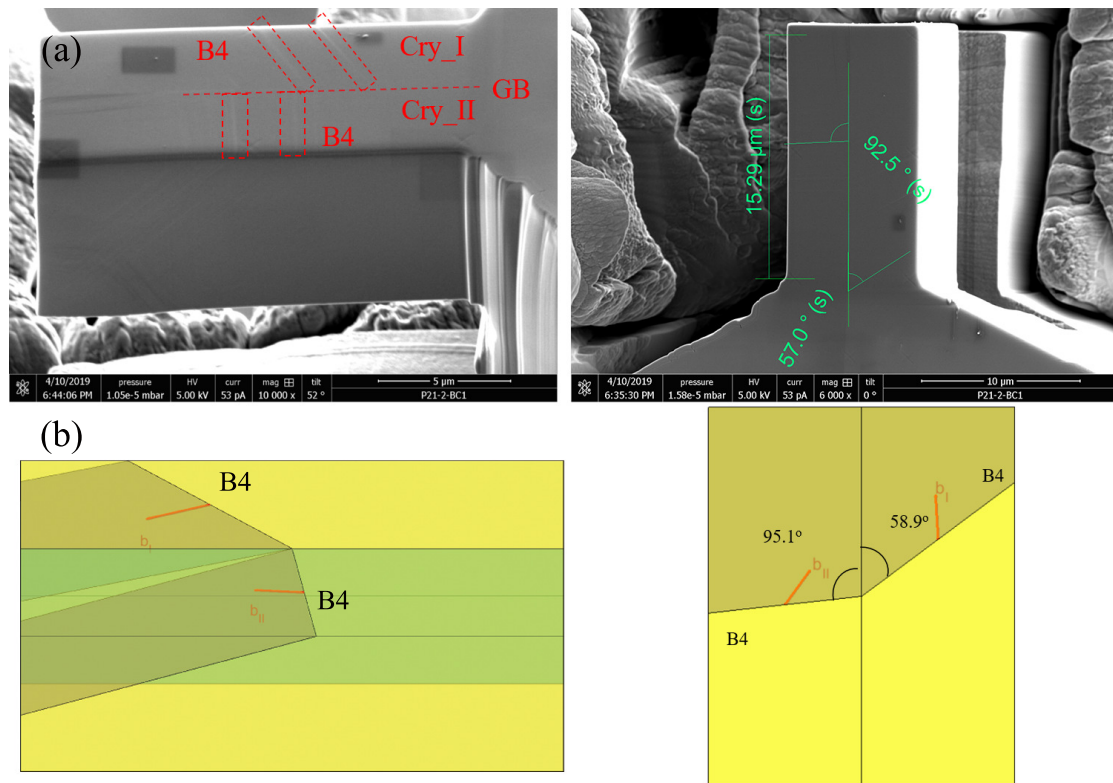 (a)
B4
Cry_I
GB
Cry_II
B4
4/10/2019 pressure HV curr mag tilt 5 µm
6:44:06 PM 1.05e-5 mbar 5.00 kV 53 pA 10 000 x 52 ° P21-2-BC1
15.29 µm (s)
92.5 ° (s)
57.0 ° (s)
4/10/2019 pressure HV curr mag tilt 10 µm
6:35:30 PM 1.58e-5 mbar 5.00 kV 53 pA 6 000 x 0 ° P21-2-BC1
(b)
B4
bI
B4
bII
B4
bI
58.9°
95.1°
bII
B4